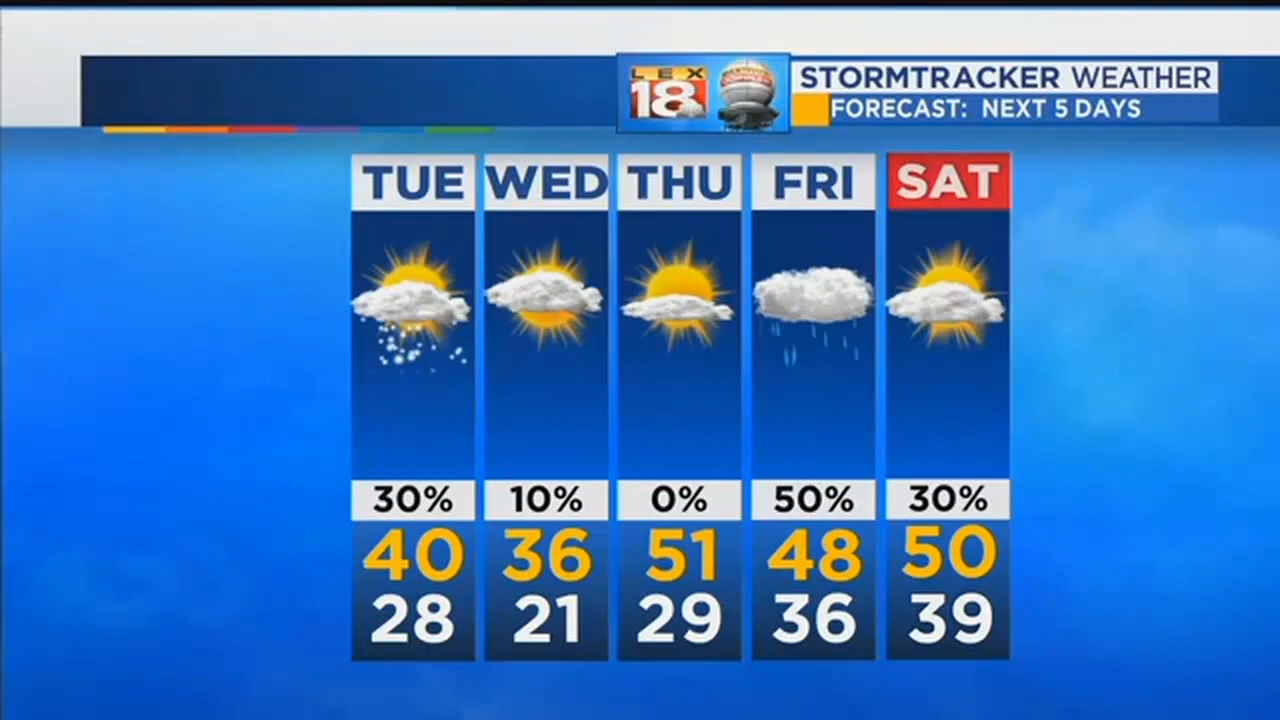 LEX
18
STORMTRACKER WEATHER
FORECAST: NEXT 5 DAYS
TUE WED THU FRI SAT
30% 10% 0% 50% 30%
40 36 51 48 50
28 21 29 36 39